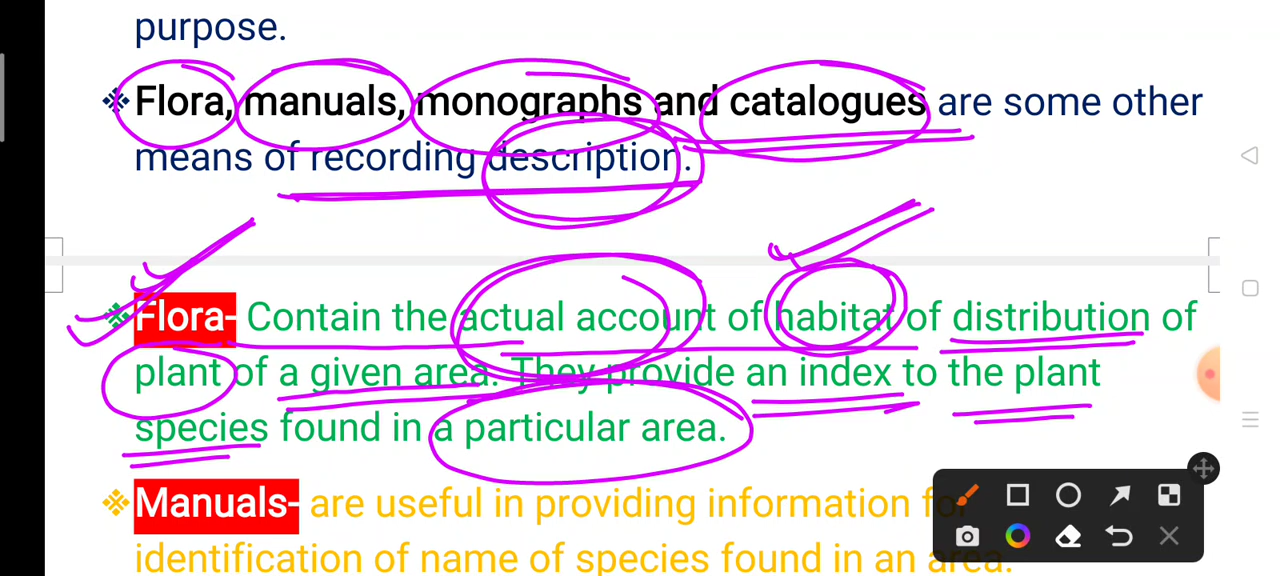 purpose.
❖Flora, manuals, monographs and catalogues are some other
means of recording description.
❖Flora- Contain the actual account of habitat of distribution of
plant of a given area. They provide an index to the plant
species found in a particular area.
❖Manuals- are useful in providing information for
identification of name of species found in an area.